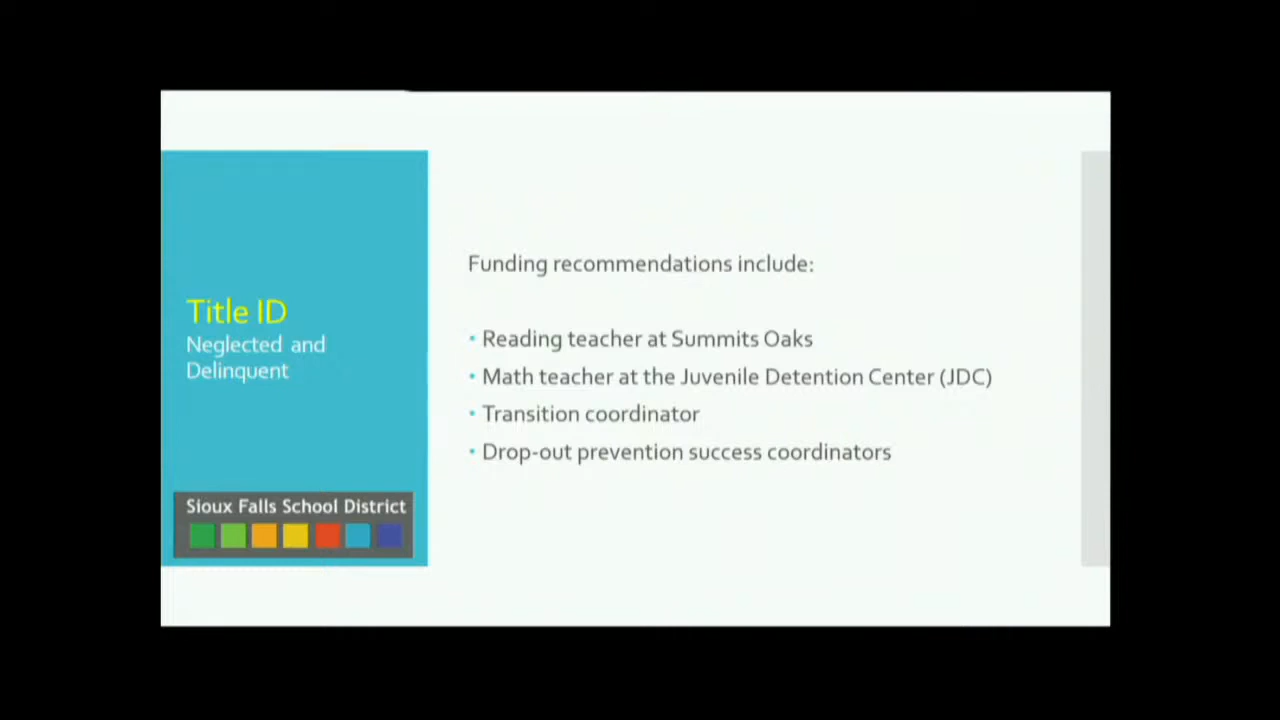 Title ID
Neglected and
Delinquent
Sioux Falls School District
Funding recommendations include:
• Reading teacher at Summits Oaks
• Math teacher at the Juvenile Detention Center (JDC)
• Transition coordinator
• Drop-out prevention success coordinators